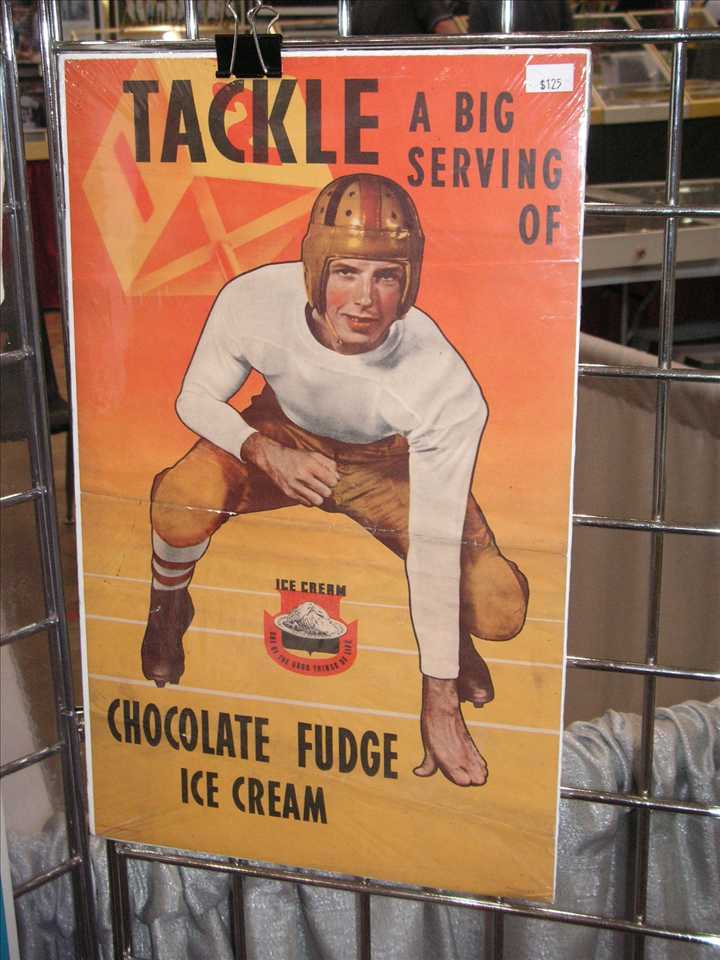 $125
TACKLE
A BIG
SERVING
OF
ICE CREAM
ONE OF THE GOOD THINGS OF LIFE
CHOCOLATE FUDGE
ICE CREAM